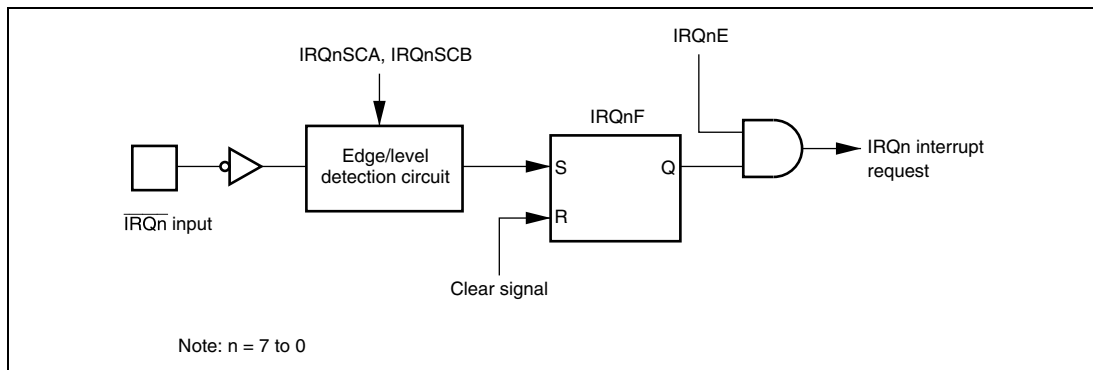 IRQnSCA, IRQnSCB
IRQnE
IRQnF
Edge/level
detection circuit
S
Q
R
IRQn interrupt
request
IRQn input
Clear signal
Note: n = 7 to 0